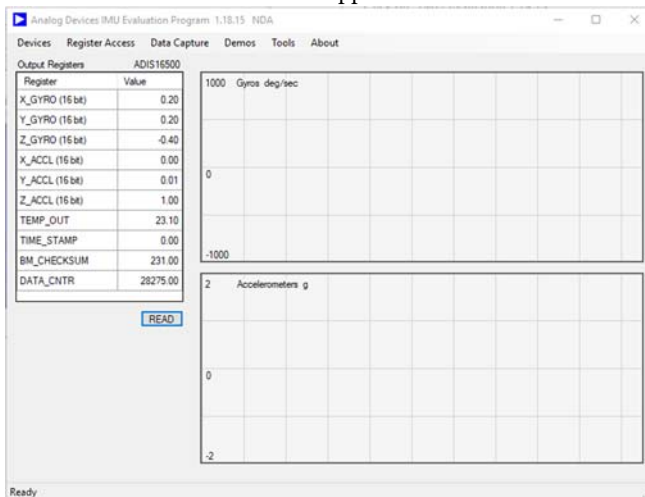 Analog Devices IMU Evaluation Program 1.18.15 NDA
Devices Register Access Data Capture Demos Tools About
Output Registers ADIS16500
Register Value
X_GYRO (16 bit) 0.20
Y_GYRO (16 bit) 0.20
Z_GYRO (16 bit) -0.40
X_ACCL (16 bit) 0.00
Y_ACCL (16 bit) 0.01
Z_ACCL (16 bit) 1.00
TEMP_OUT 23.10
TIME_STAMP 0.00
BM_CHECKSUM 231.00
DATA_CNTR 28275.00
READ
1000 Gyros deg/sec
0
-1000
2 Accelerometers g
0
-2
Ready